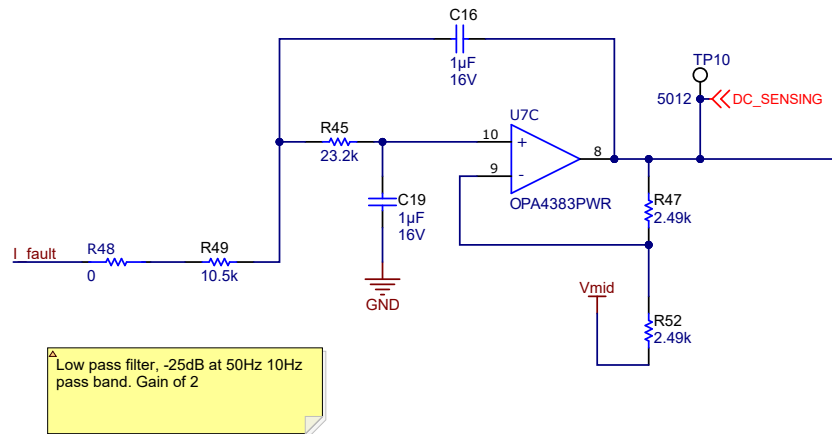 C16
1µF
16V
TP10
5012
DC_SENSING
U7C
R45
23.2k
10
+
8
9
-
OPA4383PWR
C19
1µF
16V
R47
2.49k
I_fault
R48
0
R49
10.5k
GND
Vmid
R52
2.49k
Low pass filter, -25dB at 50Hz 10Hz
pass band. Gain of 2